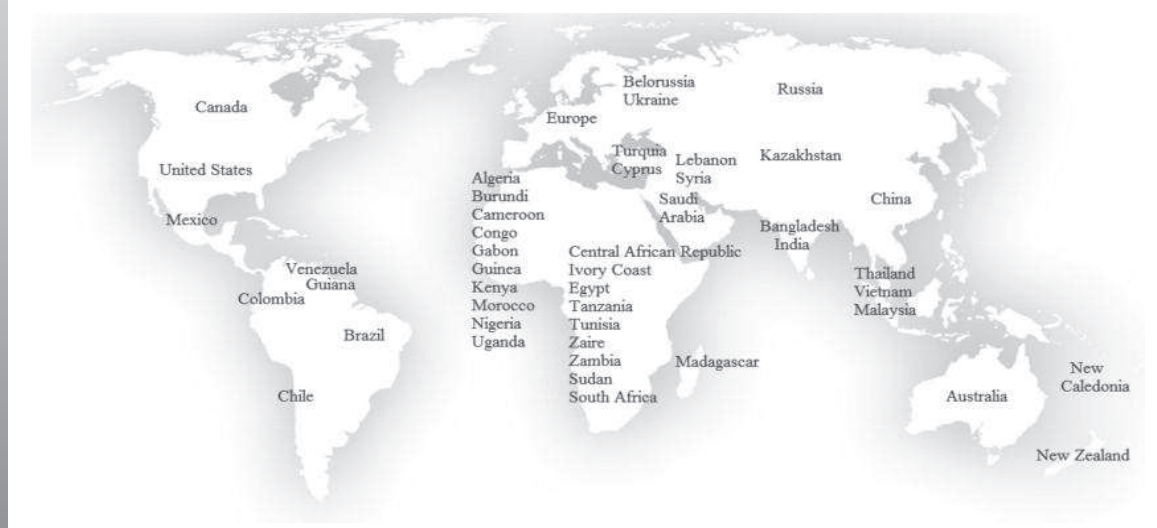 Canada
United States
Mexico
Venezuela
Guiana
Colombia
Brazil
Chile
Belorussia
Ukraine
Europe
Turquia
Cyprus
Lebanon
Syria
Saudi
Arabia
Algeria
Burundi
Cameroon
Congo
Gabon
Guinea
Kenya
Morocco
Nigeria
Uganda
Central African Republic
Ivory Coast
Egypt
Tanzania
Tunisia
Zaire
Zambia
Sudan
South Africa
Madagascar
Russia
Kazakhstan
China
Bangladesh
India
Thailand
Vietnam
Malaysia
Australia
New
Caledonia
New Zealand